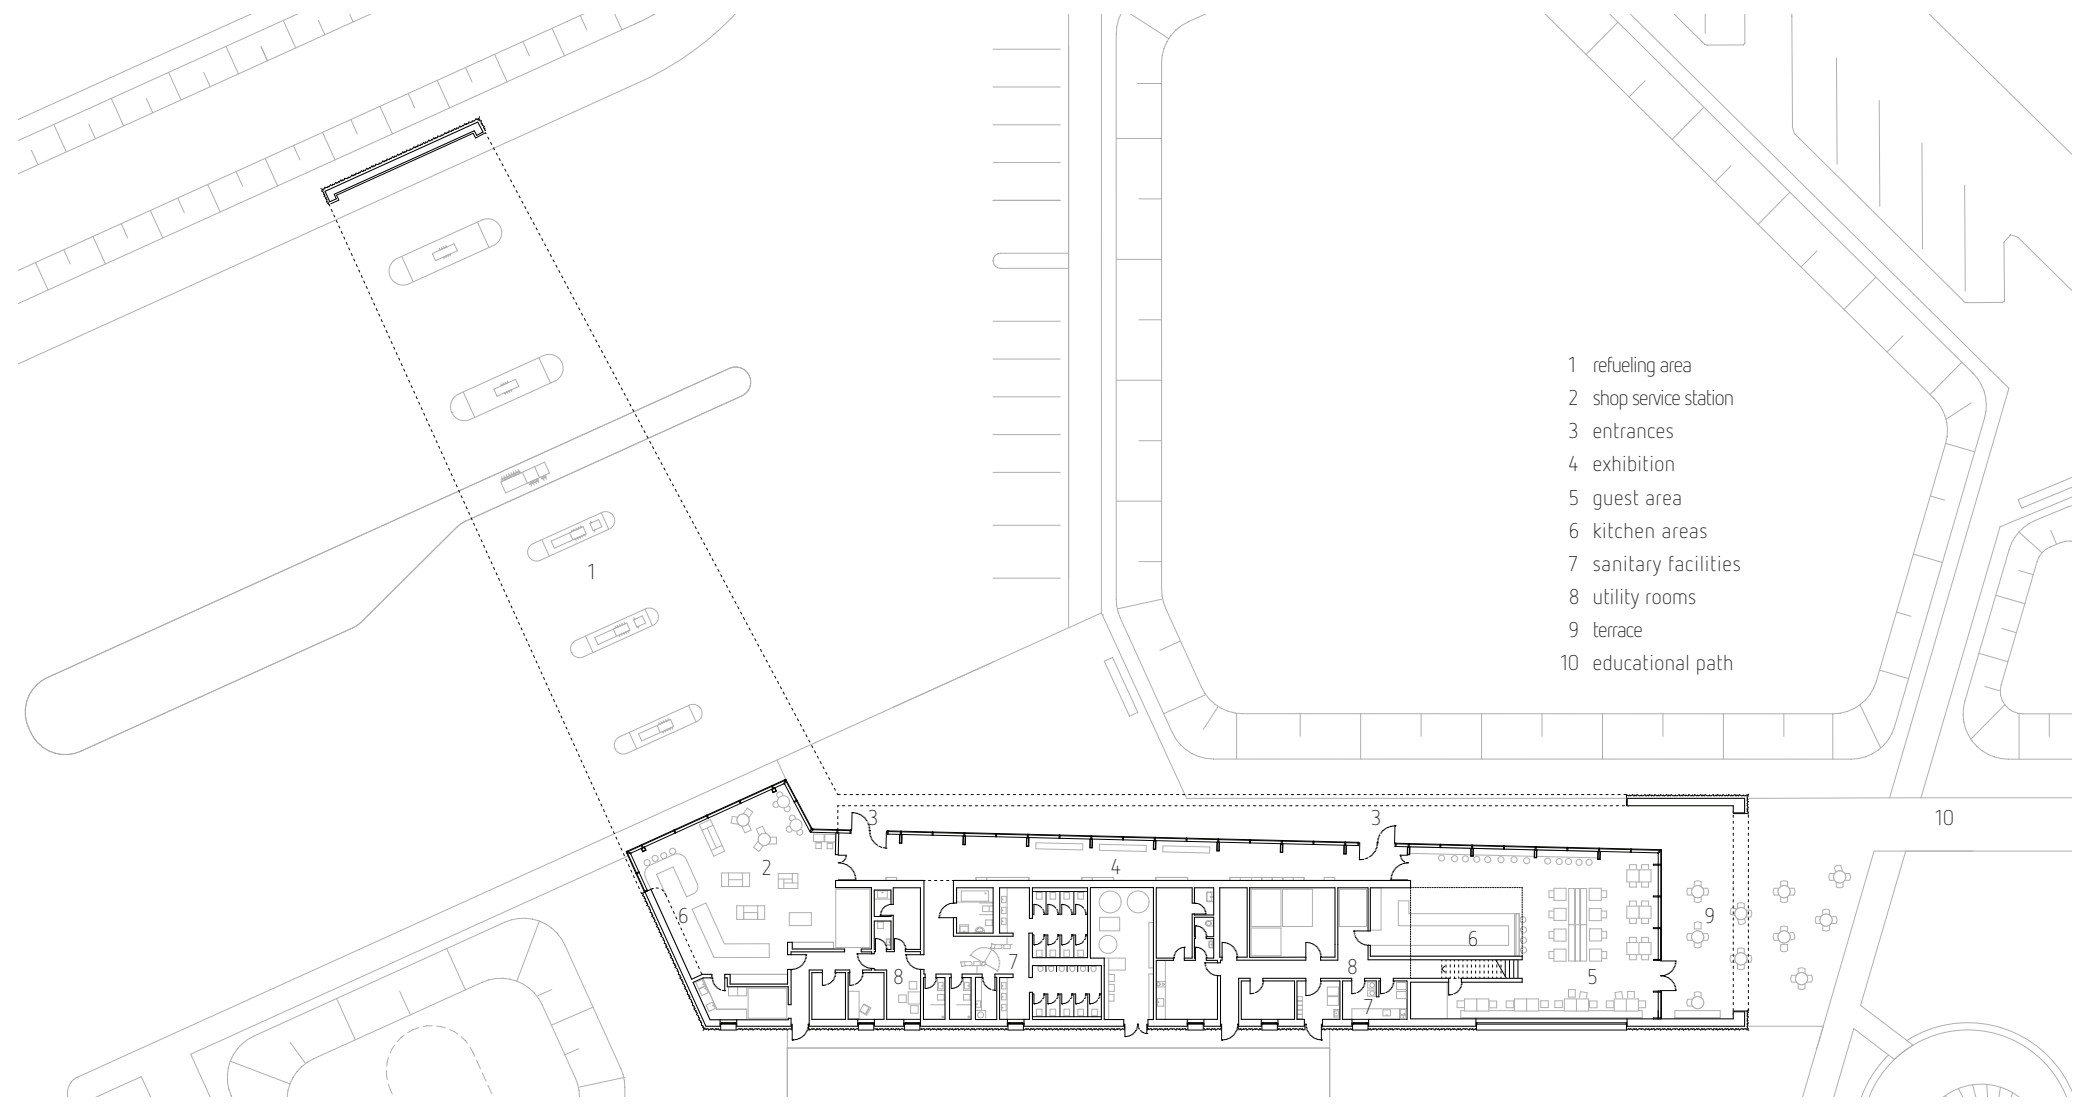 1 refueling area
2 shop service station
3 entrances
4 exhibition
5 guest area
6 kitchen areas
7 sanitary facilities
8 utility rooms
9 terrace
10 educational path
1
3
3
10
2
4
6
9
6
7
8
8
5
7